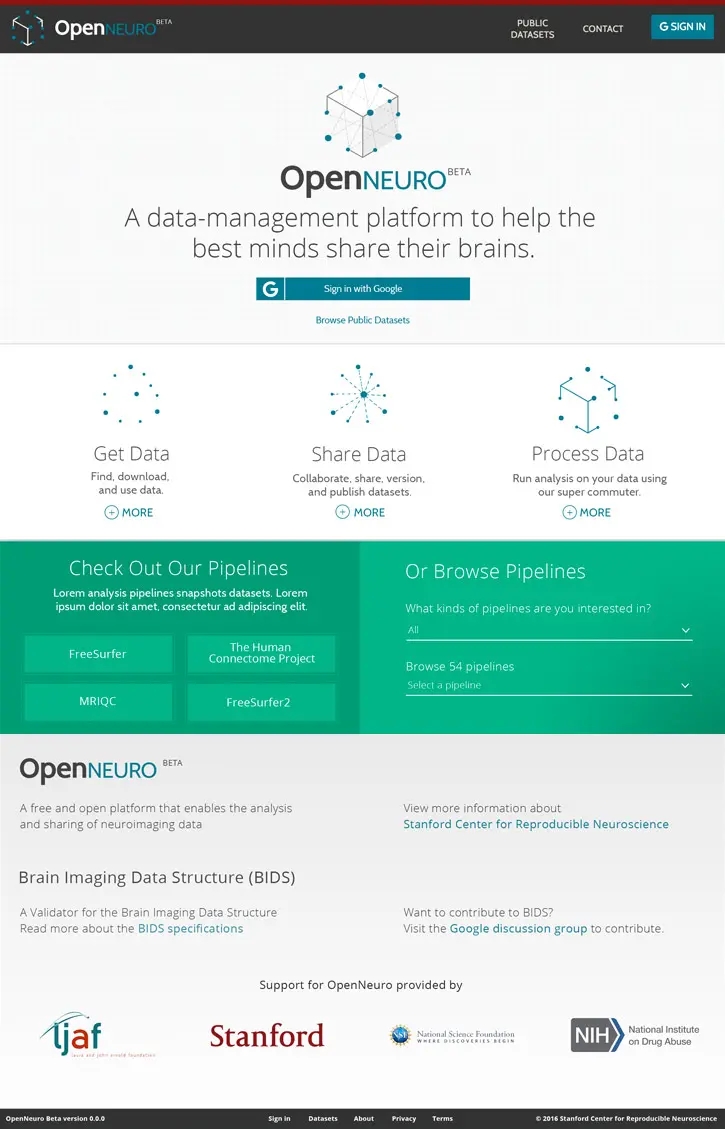 OpenNEURO BETA
PUBLIC
DATASETS
CONTACT
G SIGN IN
OpenNEURO BETA
A data-management platform to help the
best minds share their brains.
G Sign in with Google
Browse Public Datasets
Get Data
Find, download,
and use data.
+ MORE
Share Data
Collaborate, share, version,
and publish datasets.
+ MORE
Process Data
Run analysis on your data using
our super commuter.
+ MORE
Check Out Our Pipelines
Lorem analysis pipelines snapshots datasets. Lorem
ipsum dolor sit amet, consectetur ad adipiscing elit.
FreeSurfer
The Human
Connectome Project
MRIQC
FreeSurfer2
Or Browse Pipelines
What kinds of pipelines are you interested in?
All
Browse 54 pipelines
Select a pipeline
OpenNEURO BETA
A free and open platform that enables the analysis
and sharing of neuroimaging data
View more information about
Stanford Center for Reproducible Neuroscience
Brain Imaging Data Structure (BIDS)
A Validator for the Brain Imaging Data Structure
Read more about the BIDS specifications
Want to contribute to BIDS?
Visit the Google discussion group to contribute.
Support for OpenNeuro provided by
ljaf
laura and john arnold foundation
Stanford
NSF
National Science Foundation
WHERE DISCOVERIES BEGIN
NIH
National Institute
on Drug Abuse
OpenNeuro Beta version 0.0.0
Sign in
Datasets
About
Privacy
Terms
© 2016 Stanford Center for Reproducible Neuroscience